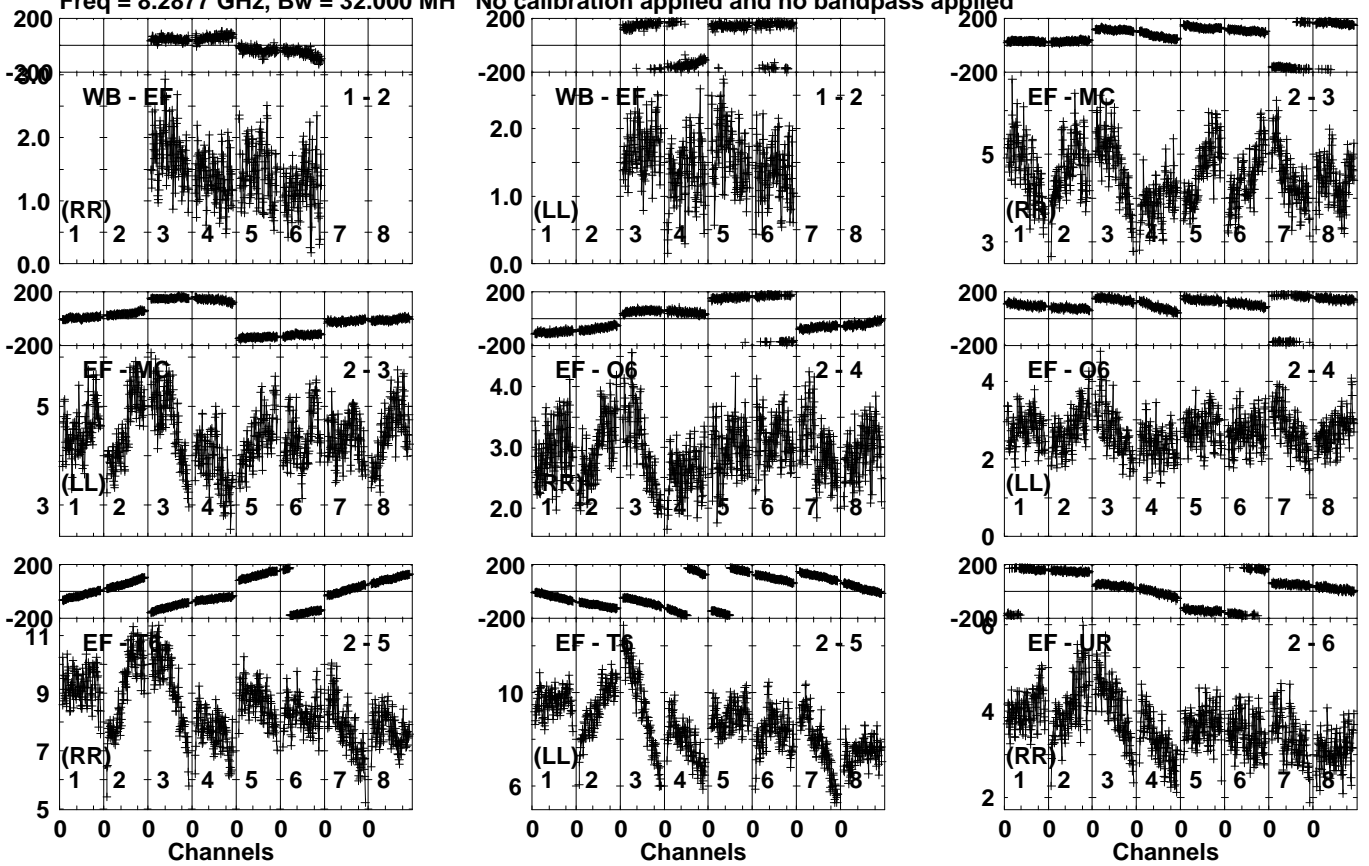 Freq = 8.2877 GHz, Bw = 32.000 MH No calibration applied and no bandpass applied
200
-200
3.0
2.0
1.0
0.0
WB - EF 1 - 2
(RR)
1 2 3 4 5 6 7 8
200
-200
2.0
1.0
0.0
WB - EF 1 - 2
(LL)
1 2 3 4 5 6 7 8
200
-200
5
3
EF - MC 2 - 3
(RR)
1 2 3 4 5 6 7 8
200
-200
5
3
EF - MC 2 - 3
(LL)
1 2 3 4 5 6 7 8
200
-200
4.0
3.0
2.0
EF - O6 2 - 4
(RR)
1 2 3 4 5 6 7 8
200
-200
4
2
0
EF - O6 2 - 4
(LL)
1 2 3 4 5 6 7 8
200
-200
11
9
7
5
EF - T6 2 - 5
(RR)
1 2 3 4 5 6 7 8
0 0 0 0 0 0 0 0
Channels
200
-200
10
6
EF - T6 2 - 5
(LL)
1 2 3 4 5 6 7 8
0 0 0 0 0 0 0 0
Channels
200
-200
6
4
2
EF - UR 2 - 6
(RR)
1 2 3 4 5 6 7 8
0 0 0 0 0 0 0 0
Channels